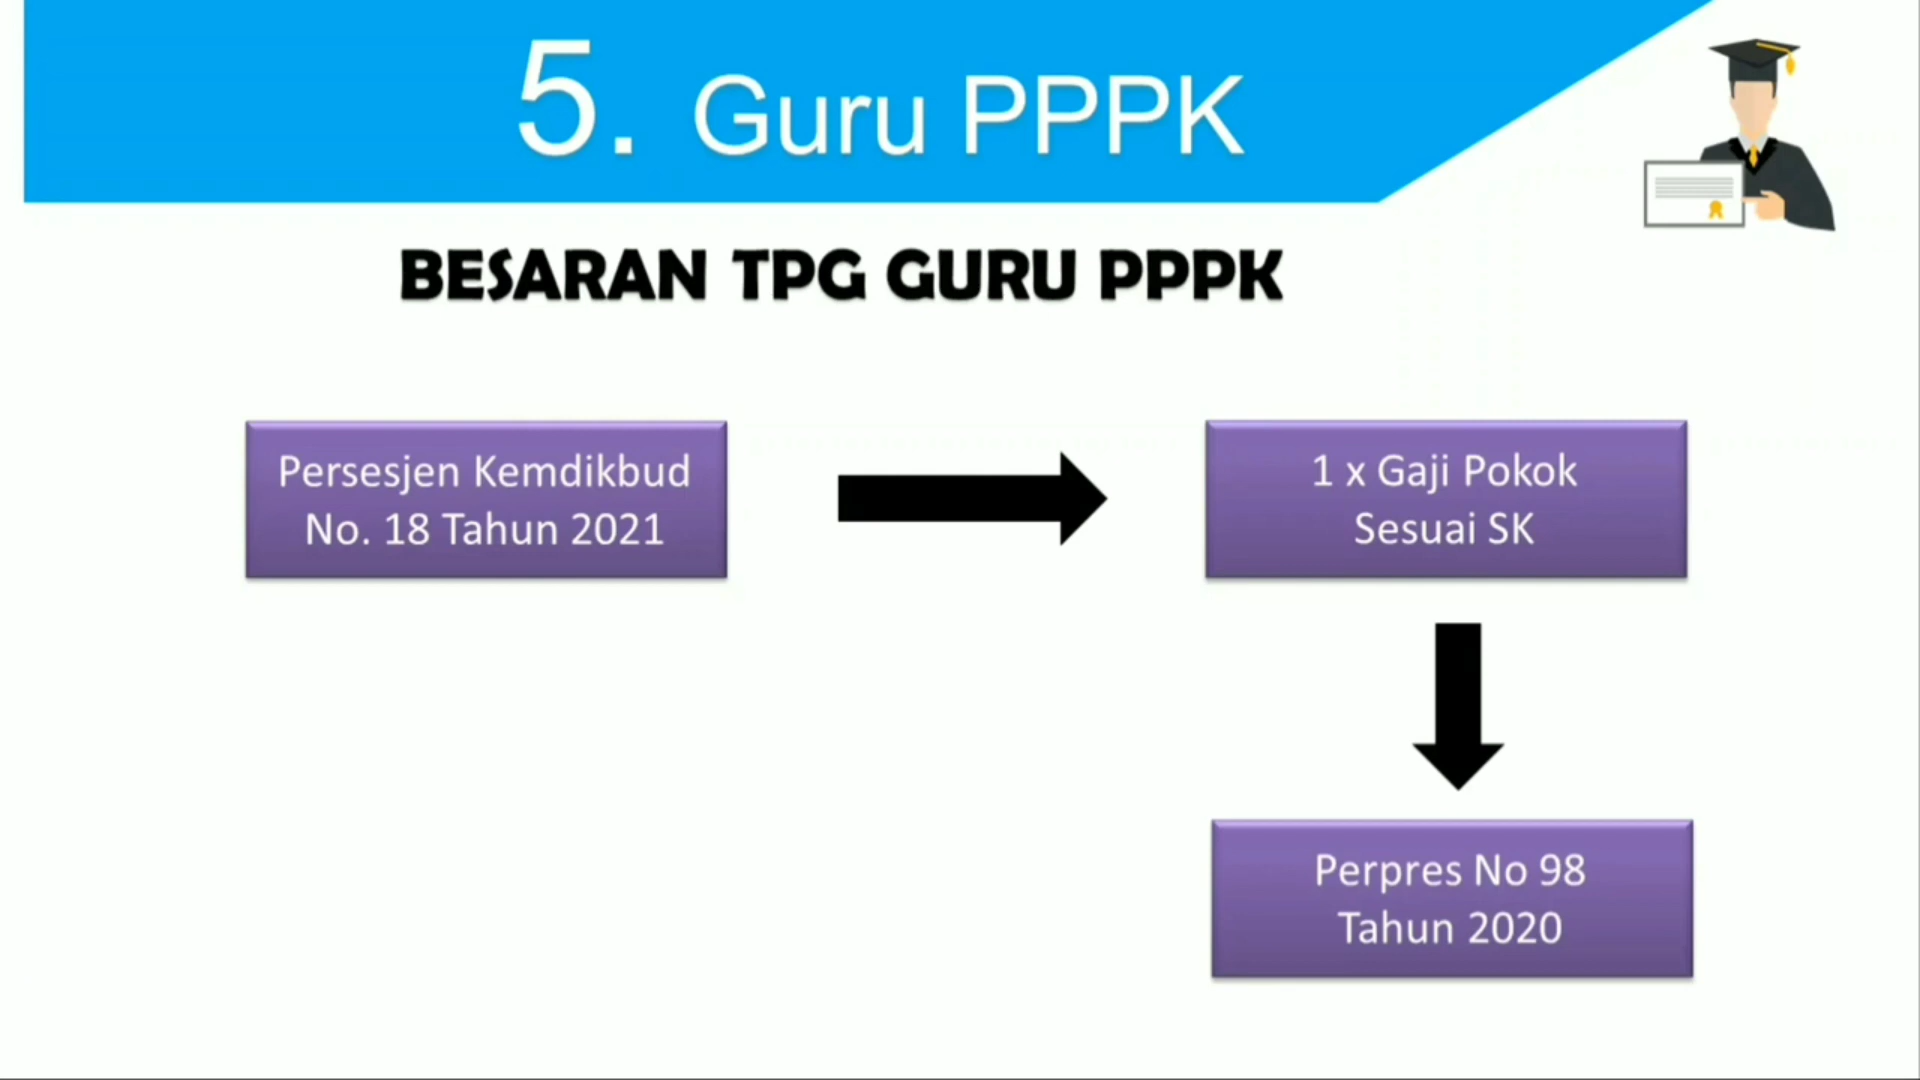 5. Guru PPPK
BESARAN TPG GURU PPPK
Persesjen Kemdikbud
No. 18 Tahun 2021
1 x Gaji Pokok
Sesuai SK
Perpres No 98
Tahun 2020